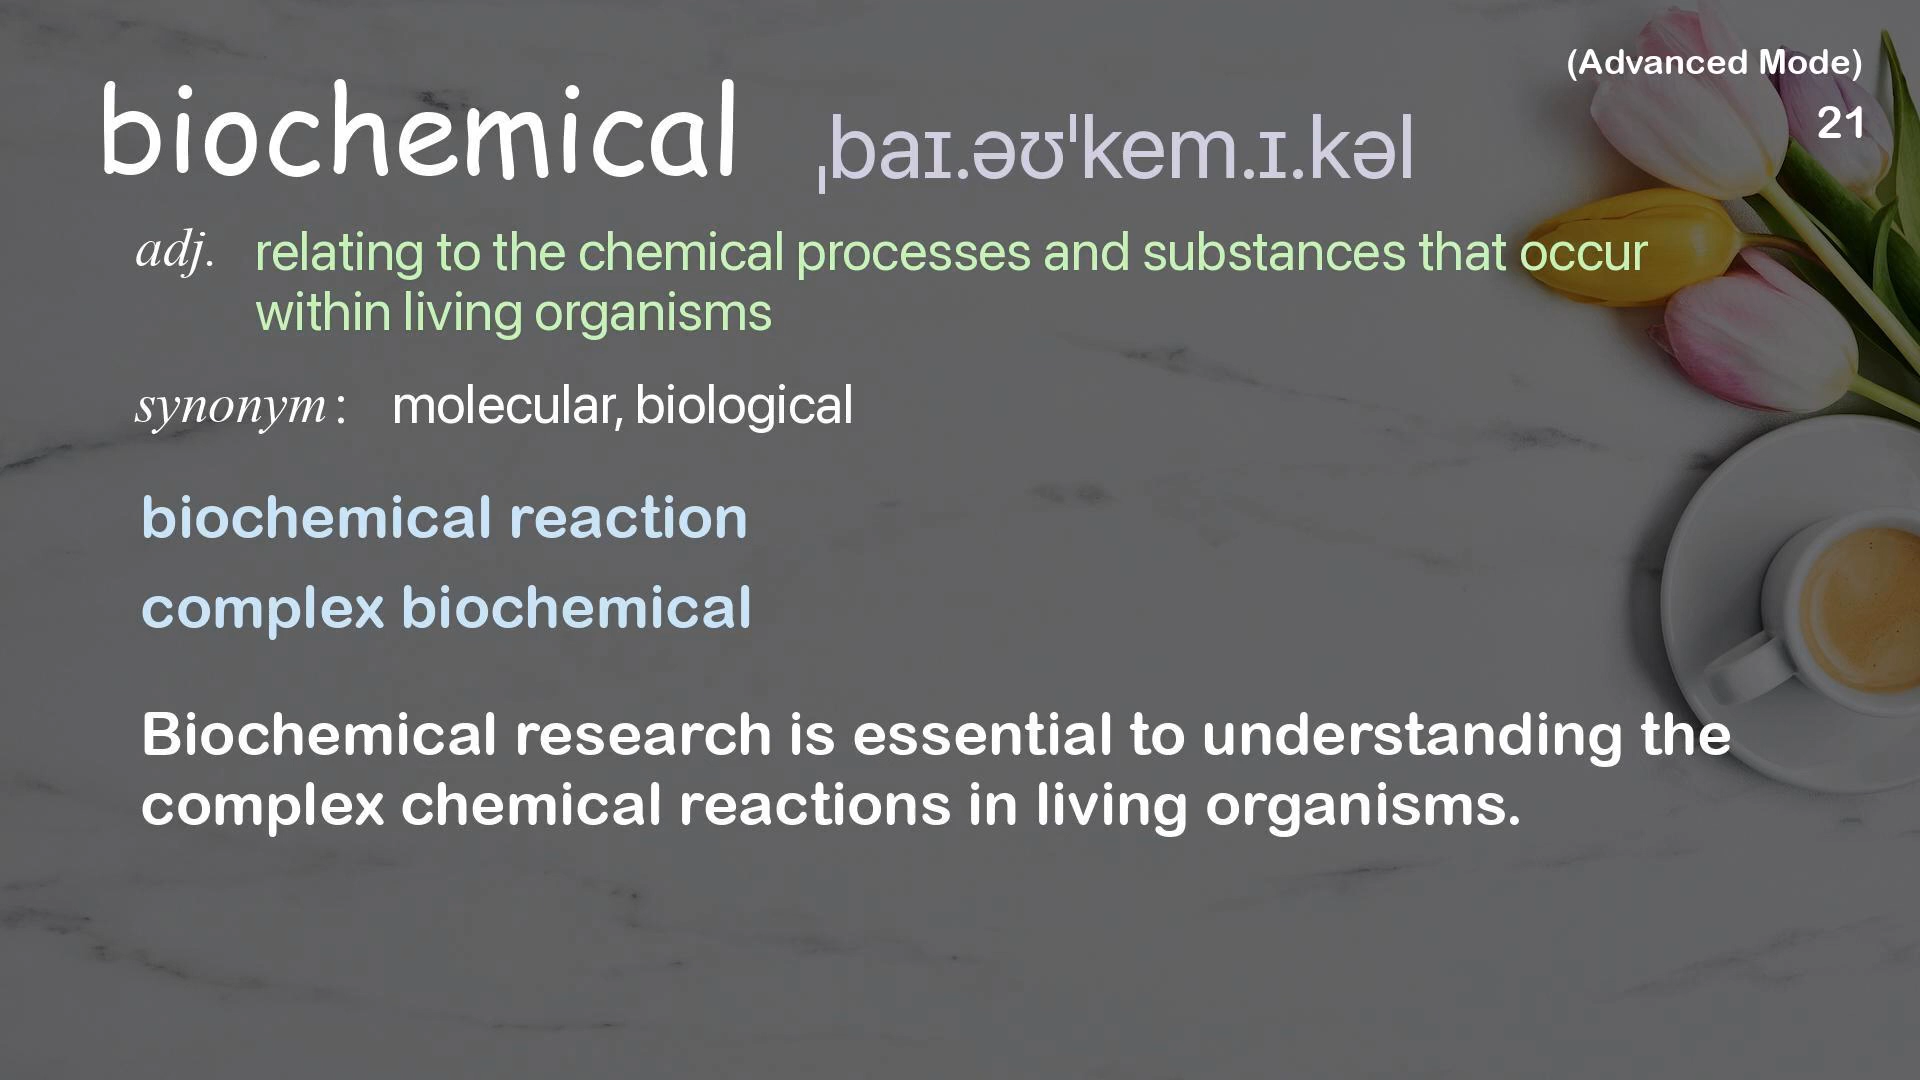 (Advanced Mode)
21
biochemical ˌbaɪ.əʊˈkem.ɪ.kəl
adj. relating to the chemical processes and substances that occur
within living organisms
synonym: molecular, biological
biochemical reaction
complex biochemical
Biochemical research is essential to understanding the
complex chemical reactions in living organisms.